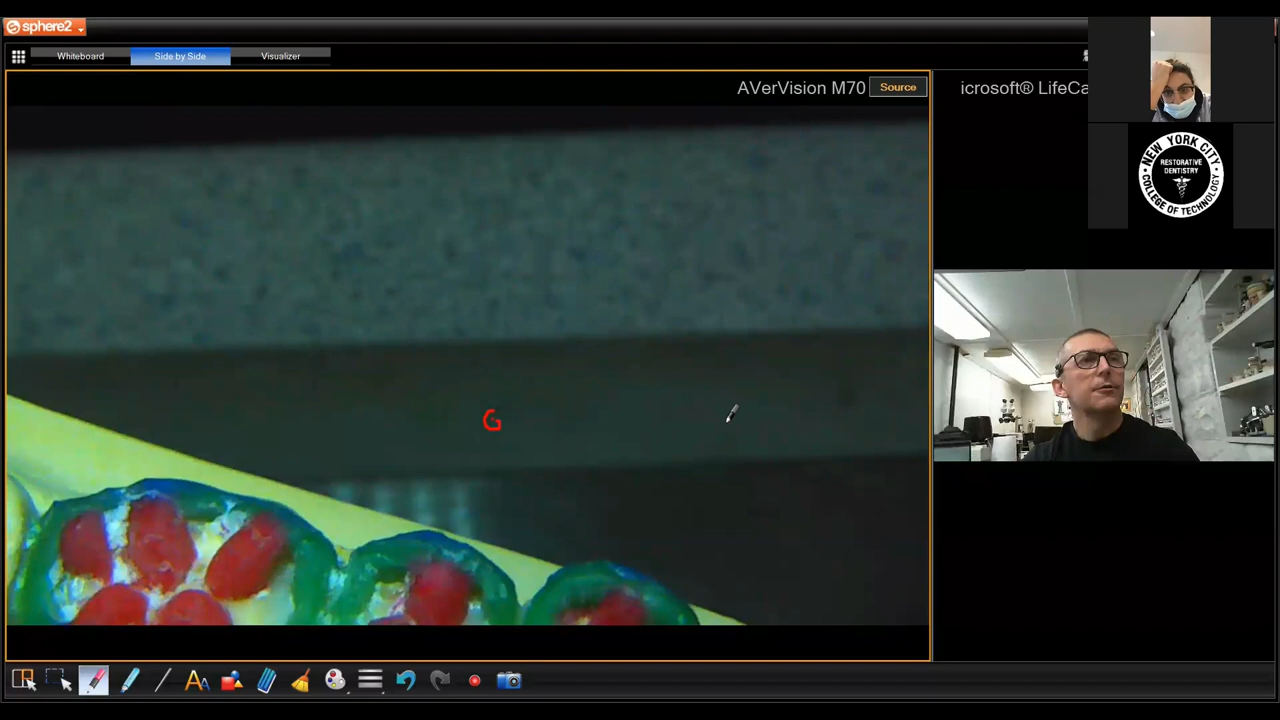 sphere2
Whiteboard
Side by Side
Visualizer
AVerVision M70
Source
icrosoft® LifeCa
NEW YORK CITY
RESTORATIVE
DENTISTRY
COLLEGE OF TECHNOLOGY
G